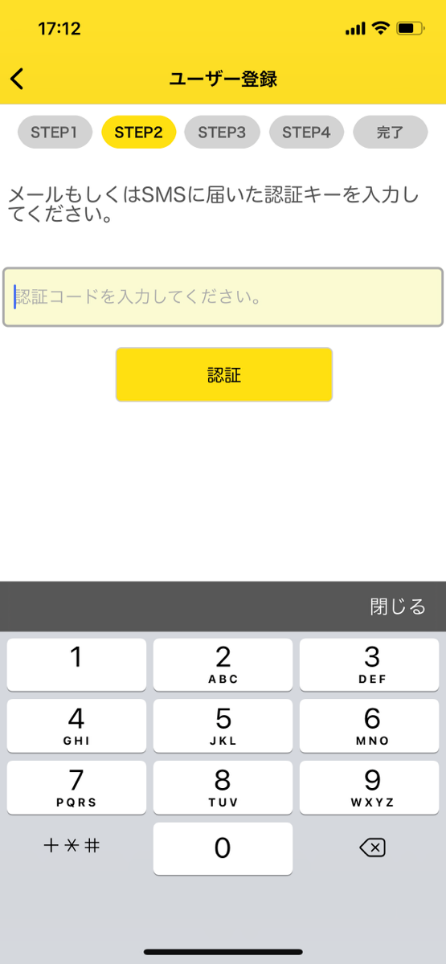 17:12
ユーザー登録
STEP1 STEP2 STEP3 STEP4 完了
メールもしくはSMSに届いた認証キーを入力し
てください。
認証コードを入力してください。
認証
閉じる
1 2 3
ABC DEF
4 5 6
GHI JKL MNO
7 8 9
PQRS TUV WXYZ
+*# 0